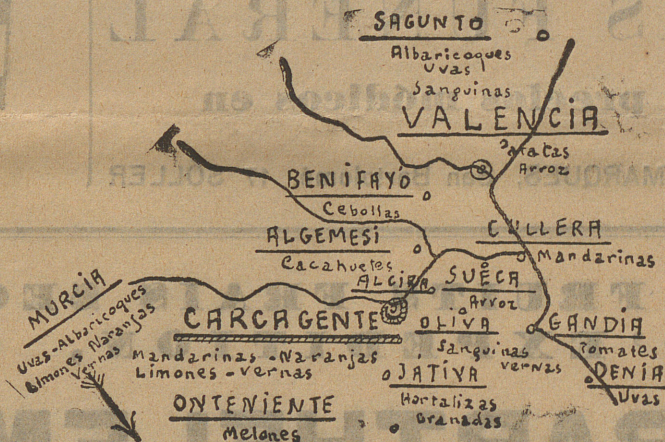 SAGUNTO
Albaricoques
Uvas
Sanguinas
VALENCIA
Patatas
Arroz
BENIFAYO
Cebollas
ALGEMESI
Cacahuetes
CULLERA
Mandarinas
ALCIRA
SUECA
Arroz
MURCIA
Uvas-Albaricoques
Limones Naranjas
Vernas
CARCAGENTE
Mandarinas-Naranjas
Limones-Vernas
OLIVA
Sanguinas
Vernas
GANDIA
Tomates
JATIVA
Hortalizas
Granadas
DENIA
Uvas
ONTENIENTE
Melones